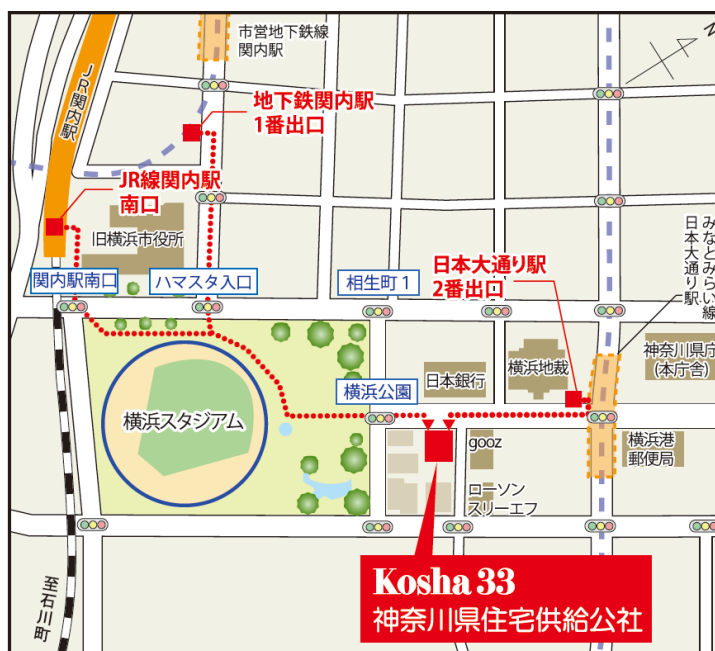 市営地下鉄線
関内駅
N
JR関内駅
地下鉄関内駅
1番出口
JR線関内駅
南口
旧横浜市役所
関内駅南口
ハマスタ入口
相生町1
日本大通り駅
2番出口
みなとみらい線
日本大通り駅
神奈川県庁
(本庁舎)
横浜地裁
日本銀行
横浜公園
横浜スタジアム
gooz
横浜港
郵便局
ローソン
スリーエフ
至石川町
Kosha 33
神奈川県住宅供給公社